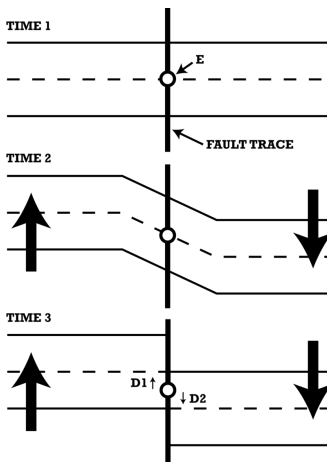 TIME 1
E
FAULT TRACE
TIME 2
TIME 3
D1
D2